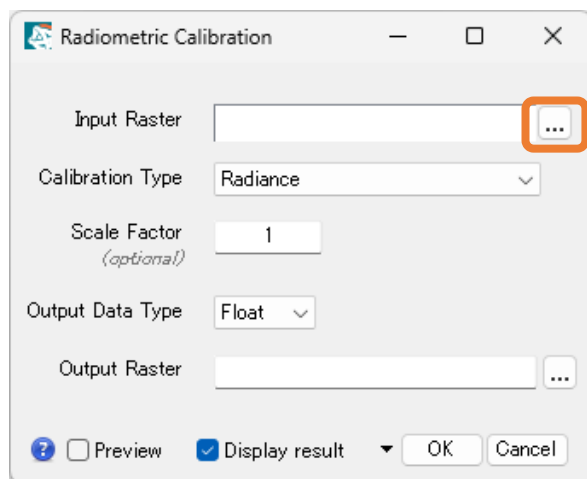 Radiometric Calibration
Input Raster
...
Calibration Type Radiance
Scale Factor 1
(optional)
Output Data Type Float
Output Raster ...
? Preview Display result OK Cancel